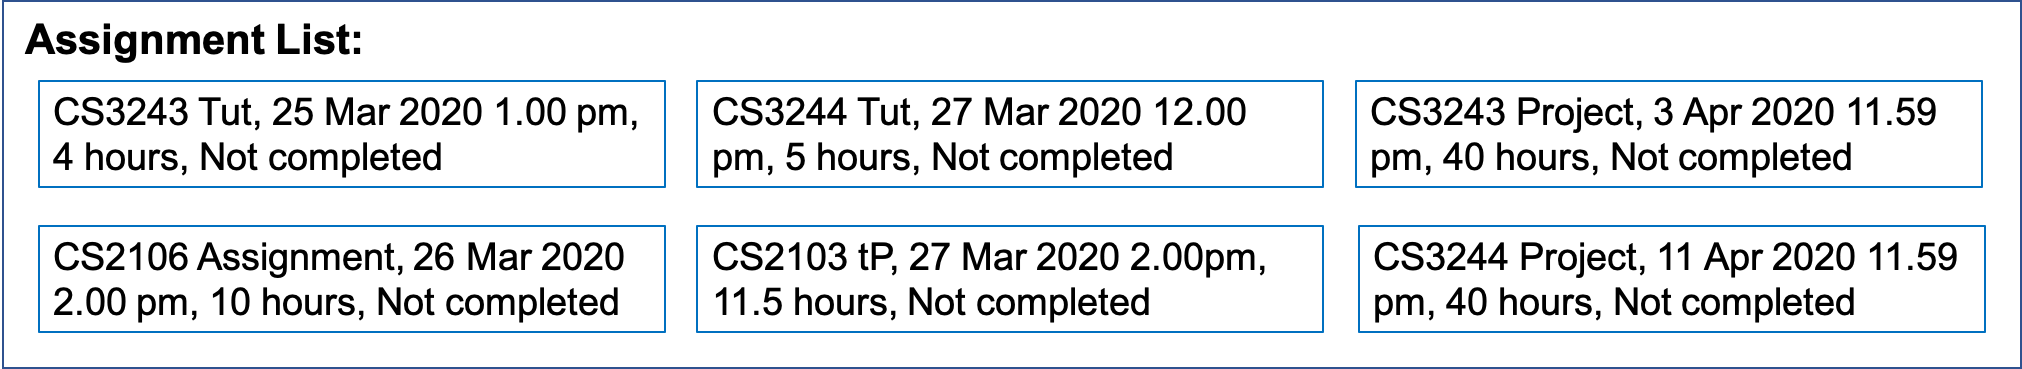 Assignment List:
CS3243 Tut, 25 Mar 2020 1.00 pm,
4 hours, Not completed
CS3244 Tut, 27 Mar 2020 12.00
pm, 5 hours, Not completed
CS3243 Project, 3 Apr 2020 11.59
pm, 40 hours, Not completed
CS2106 Assignment, 26 Mar 2020
2.00 pm, 10 hours, Not completed
CS2103 tP, 27 Mar 2020 2.00pm,
11.5 hours, Not completed
CS3244 Project, 11 Apr 2020 11.59
pm, 40 hours, Not completed